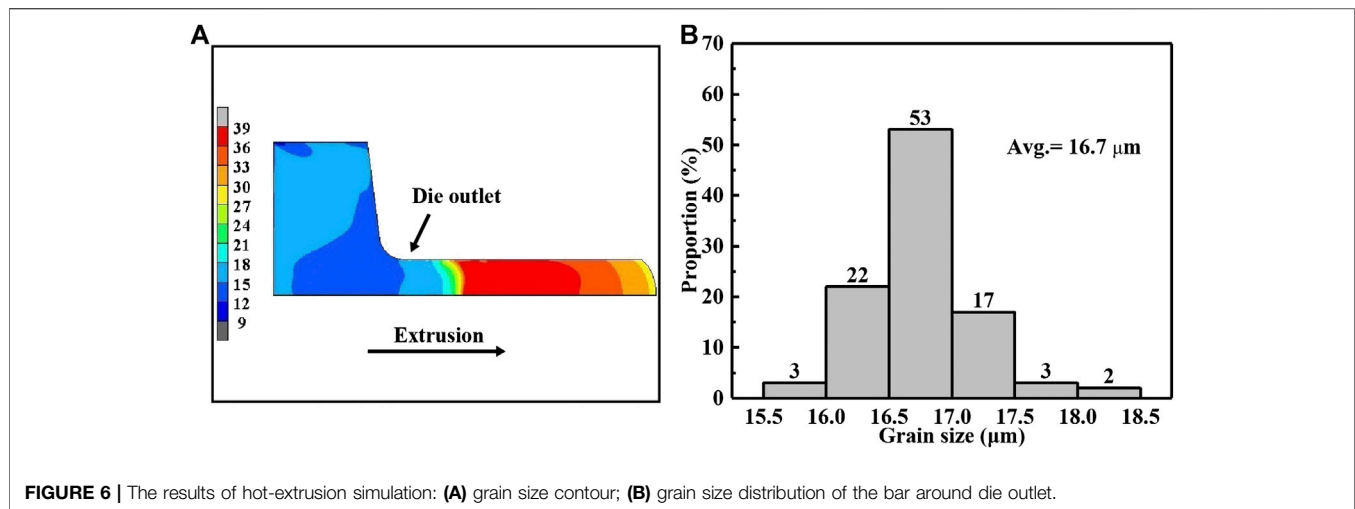 A
39
36
33
30
27
24
21
18
15
12
9
Die outlet
Extrusion
B
70
60
50
40
30
20
10
0
Proportion (%)
3
22
53
17
3
2
Avg.= 16.7 μm
15.5 16.0 16.5 17.0 17.5 18.0 18.5
Grain size (μm)
FIGURE 6 | The results of hot-extrusion simulation: (A) grain size contour; (B) grain size distribution of the bar around die outlet.